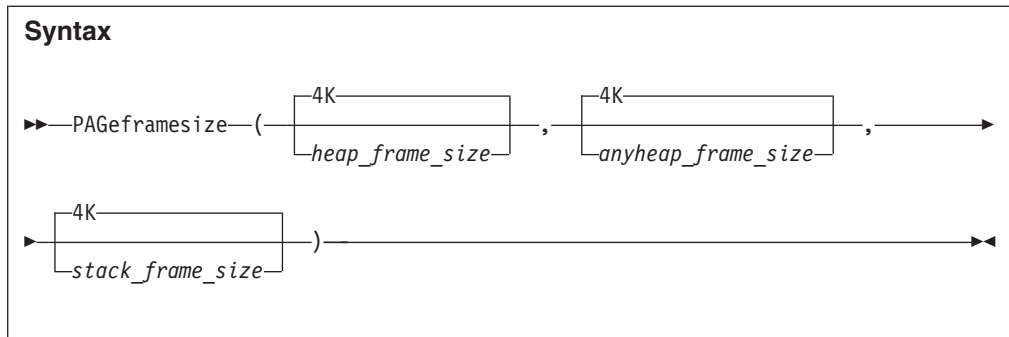 Syntax
4K 4K
PAGeframesize ( , ,
heap_frame_size anyheap_frame_size
4K
)
stack_frame_size